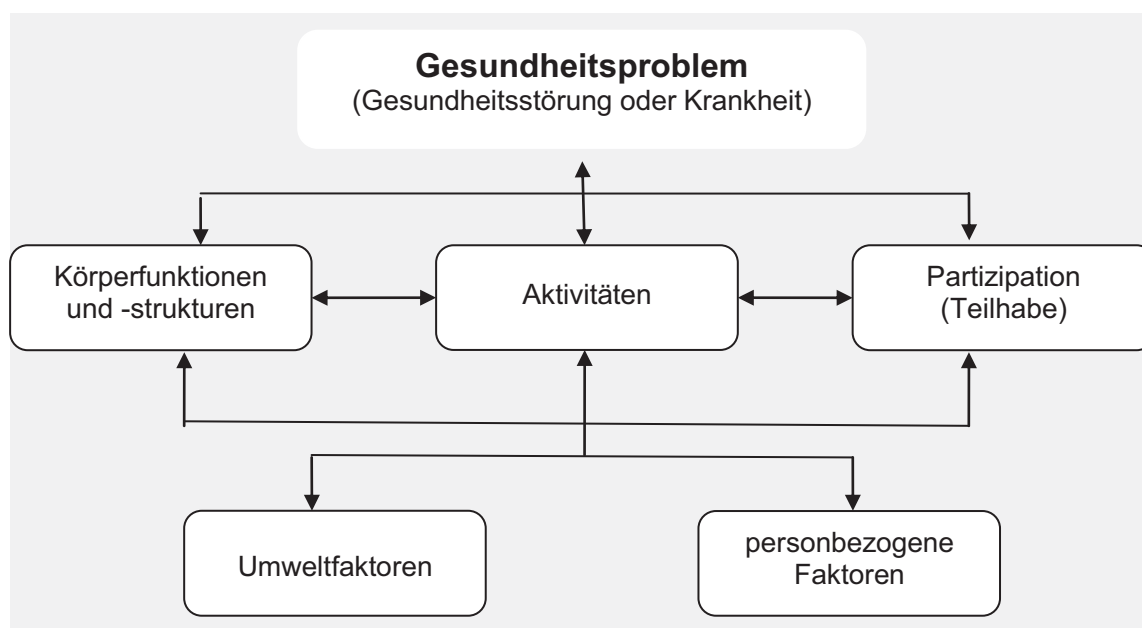 Gesundheitsproblem
(Gesundheitsstörung oder Krankheit)
Körperfunktionen
und -strukturen
Aktivitäten
Partizipation
(Teilhabe)
Umweltfaktoren
personbezogene
Faktoren